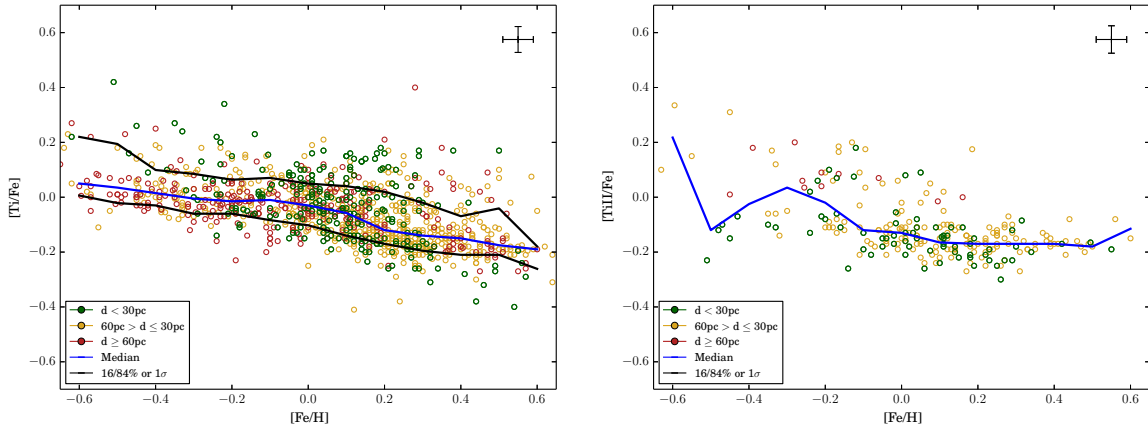 0.6
0.4
0.2
0.0
−0.2
−0.4
−0.6
[Ti/Fe]
−0.6 −0.4 −0.2 0.0 0.2 0.4 0.6
[Fe/H]
d < 30pc
60pc > d ≤ 30pc
d ≥ 60pc
Median
16/84% or 1σ
0.6
0.4
0.2
0.0
−0.2
−0.4
−0.6
[TiII/Fe]
−0.6 −0.4 −0.2 0.0 0.2 0.4 0.6
[Fe/H]
d < 30pc
60pc > d ≤ 30pc
d ≥ 60pc
Median
16/84% or 1σ